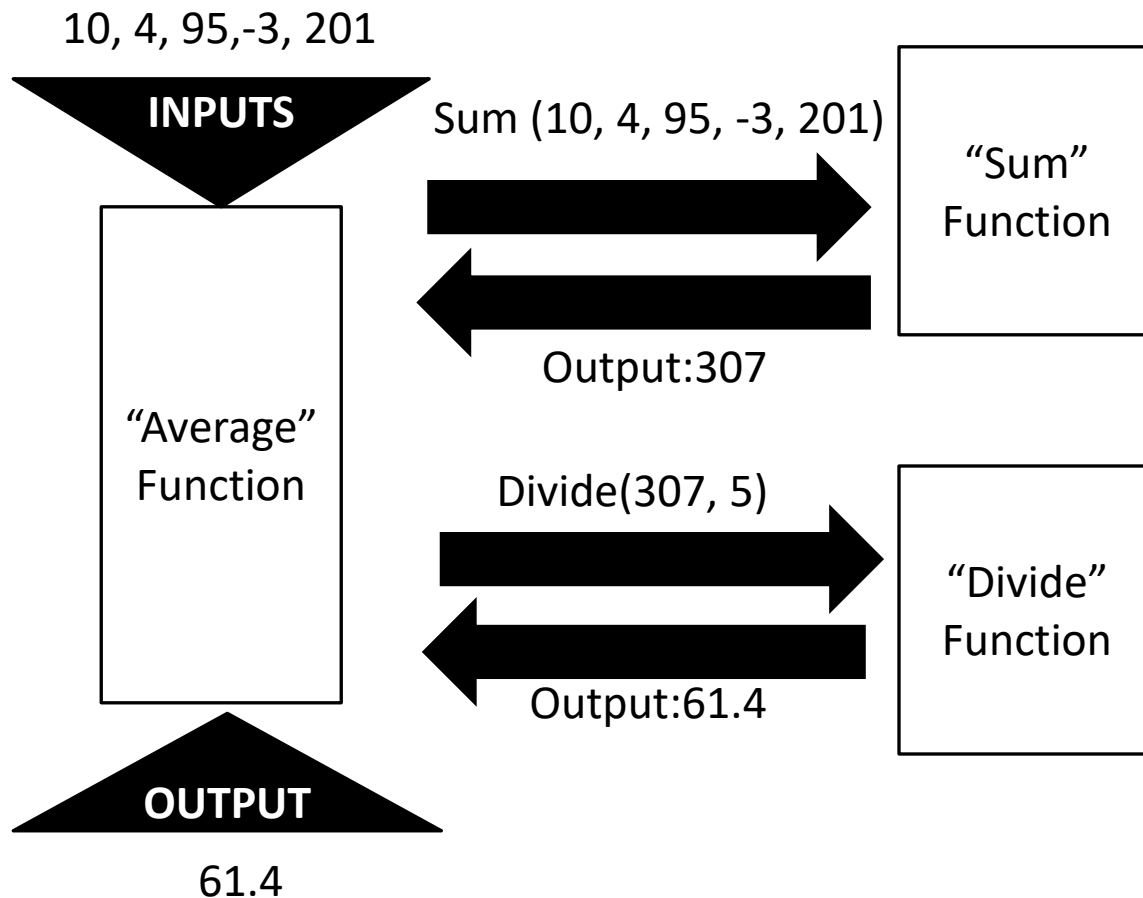 10, 4, 95,-3, 201
INPUTS
Sum (10, 4, 95, -3, 201)
“Sum”
Function
Output:307
“Average”
Function
Divide(307, 5)
“Divide”
Function
Output:61.4
OUTPUT
61.4